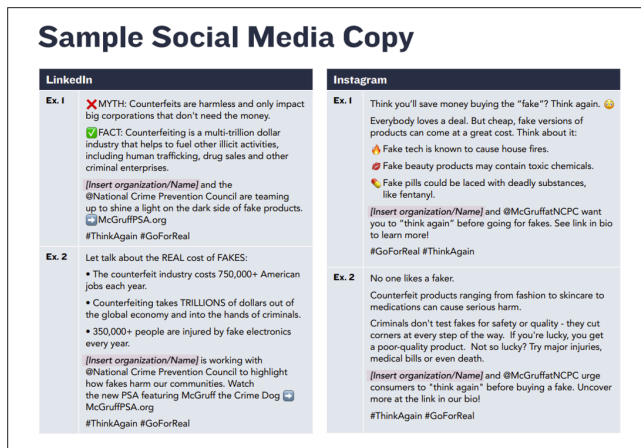 Sample Social Media Copy
LinkedIn
Ex. 1
❌MYTH: Counterfeits are harmless and only impact
big corporations that don't need the money.
✅FACT: Counterfeiting is a multi-trillion dollar
industry that helps to fuel other illicit activities,
including human trafficking, drug sales and other
criminal enterprises.
[Insert organization/Name] and the
@National Crime Prevention Council are teaming
up to shine a light on the dark side of fake products.
➡️McGruffPSA.org
#ThinkAgain #GoForReal
Ex. 2
Let talk about the REAL cost of FAKES:
• The counterfeit industry costs 750,000+ American
jobs each year.
• Counterfeiting takes TRILLIONS of dollars out of
the global economy and into the hands of criminals.
• 350,000+ people are injured by fake electronics
every year.
[Insert organization/Name] is working with
@National Crime Prevention Council to highlight
how fakes harm our communities. Watch
the new PSA featuring McGruff the Crime Dog ➡️
McGruffPSA.org
#ThinkAgain #GoForReal
Instagram
Ex. 1
Think you'll save money buying the "fake"? Think again. 😳
Everybody loves a deal. But cheap, fake versions of
products can come at a great cost. Think about it:
🔥 Fake tech is known to cause house fires.
💋 Fake beauty products may contain toxic chemicals.
💊 Fake pills could be laced with deadly substances,
like fentanyl.
[Insert organization/Name] and @McGruffatNCPC want
you to "think again" before going for fakes. See link in bio
to learn more!
#GoForReal #ThinkAgain
Ex. 2
No one likes a faker.
Counterfeit products ranging from fashion to skincare to
medications can cause serious harm.
Criminals don't test fakes for safety or quality - they cut
corners at every step of the way. If you're lucky, you get
a poor-quality product. Not so lucky? Try major injuries,
medical bills or even death.
[Insert organization/Name] and @McGruffatNCPC urge
consumers to "think again" before buying a fake. Uncover
more at the link in our bio!
#ThinkAgain #GoForReal